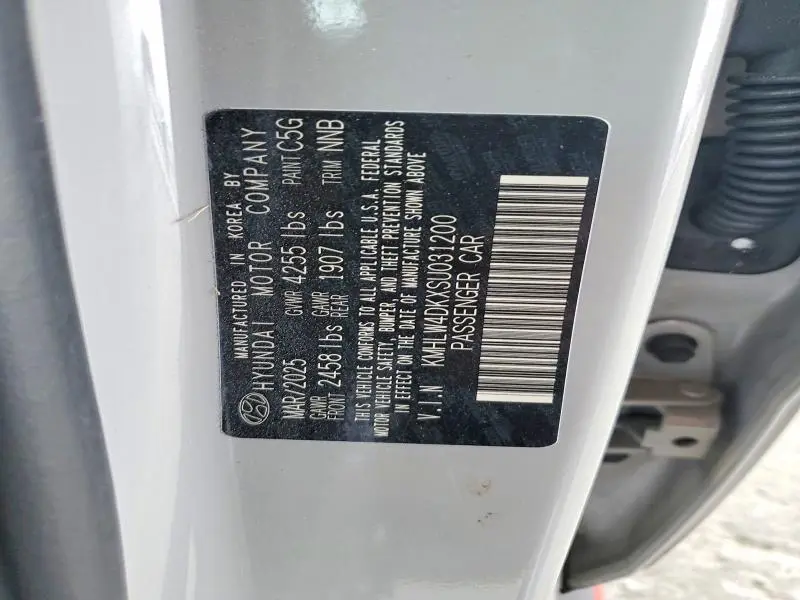 MANUFACTURED IN KOREA BY
HYUNDAI MOTOR COMPANY
MAR/2025 GVWR 4255 lbs PAINT C5G
GAWR FRONT 2458 lbs GAWR REAR 1907 lbs TRIM NNB
THIS VEHICLE CONFORMS TO ALL APPLICABLE U.S.A. FEDERAL
MOTOR VEHICLE SAFETY, BUMPER, AND THEFT PREVENTION STANDARDS
IN EFFECT ON THE DATE OF MANUFACTURE SHOWN ABOVE
V.I.N KMHLW4DKXSU031200
PASSENGER CAR